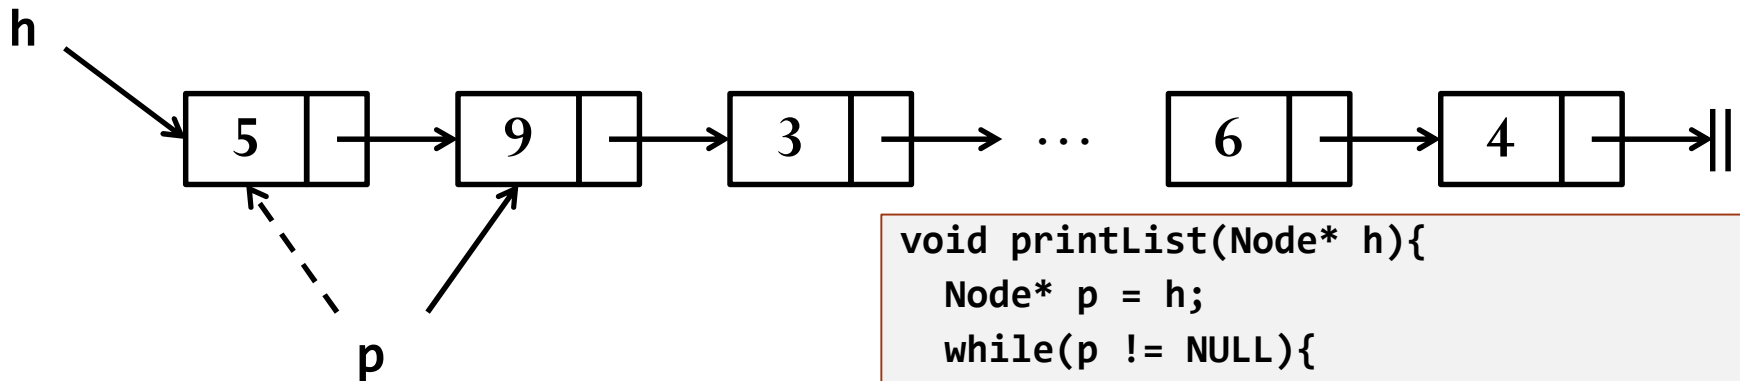 h
5 9 3 ... 6 4
void printList(Node* h){
Node* p = h;
while(p != NULL){
p